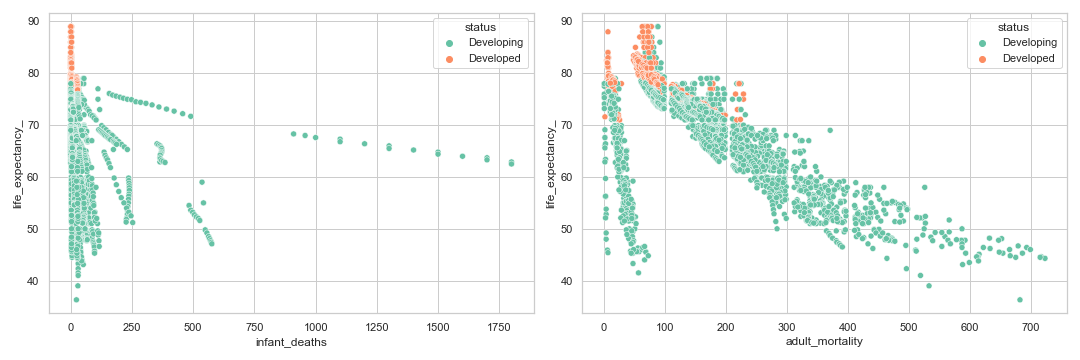 90
80
70
60
50
40
life_expectancy_
0
250
500
750
1000
1250
1500
1750
infant_deaths
status
Developing
Developed
90
80
70
60
50
40
life_expectancy_
0
100
200
300
400
500
600
700
adult_mortality
status
Developing
Developed